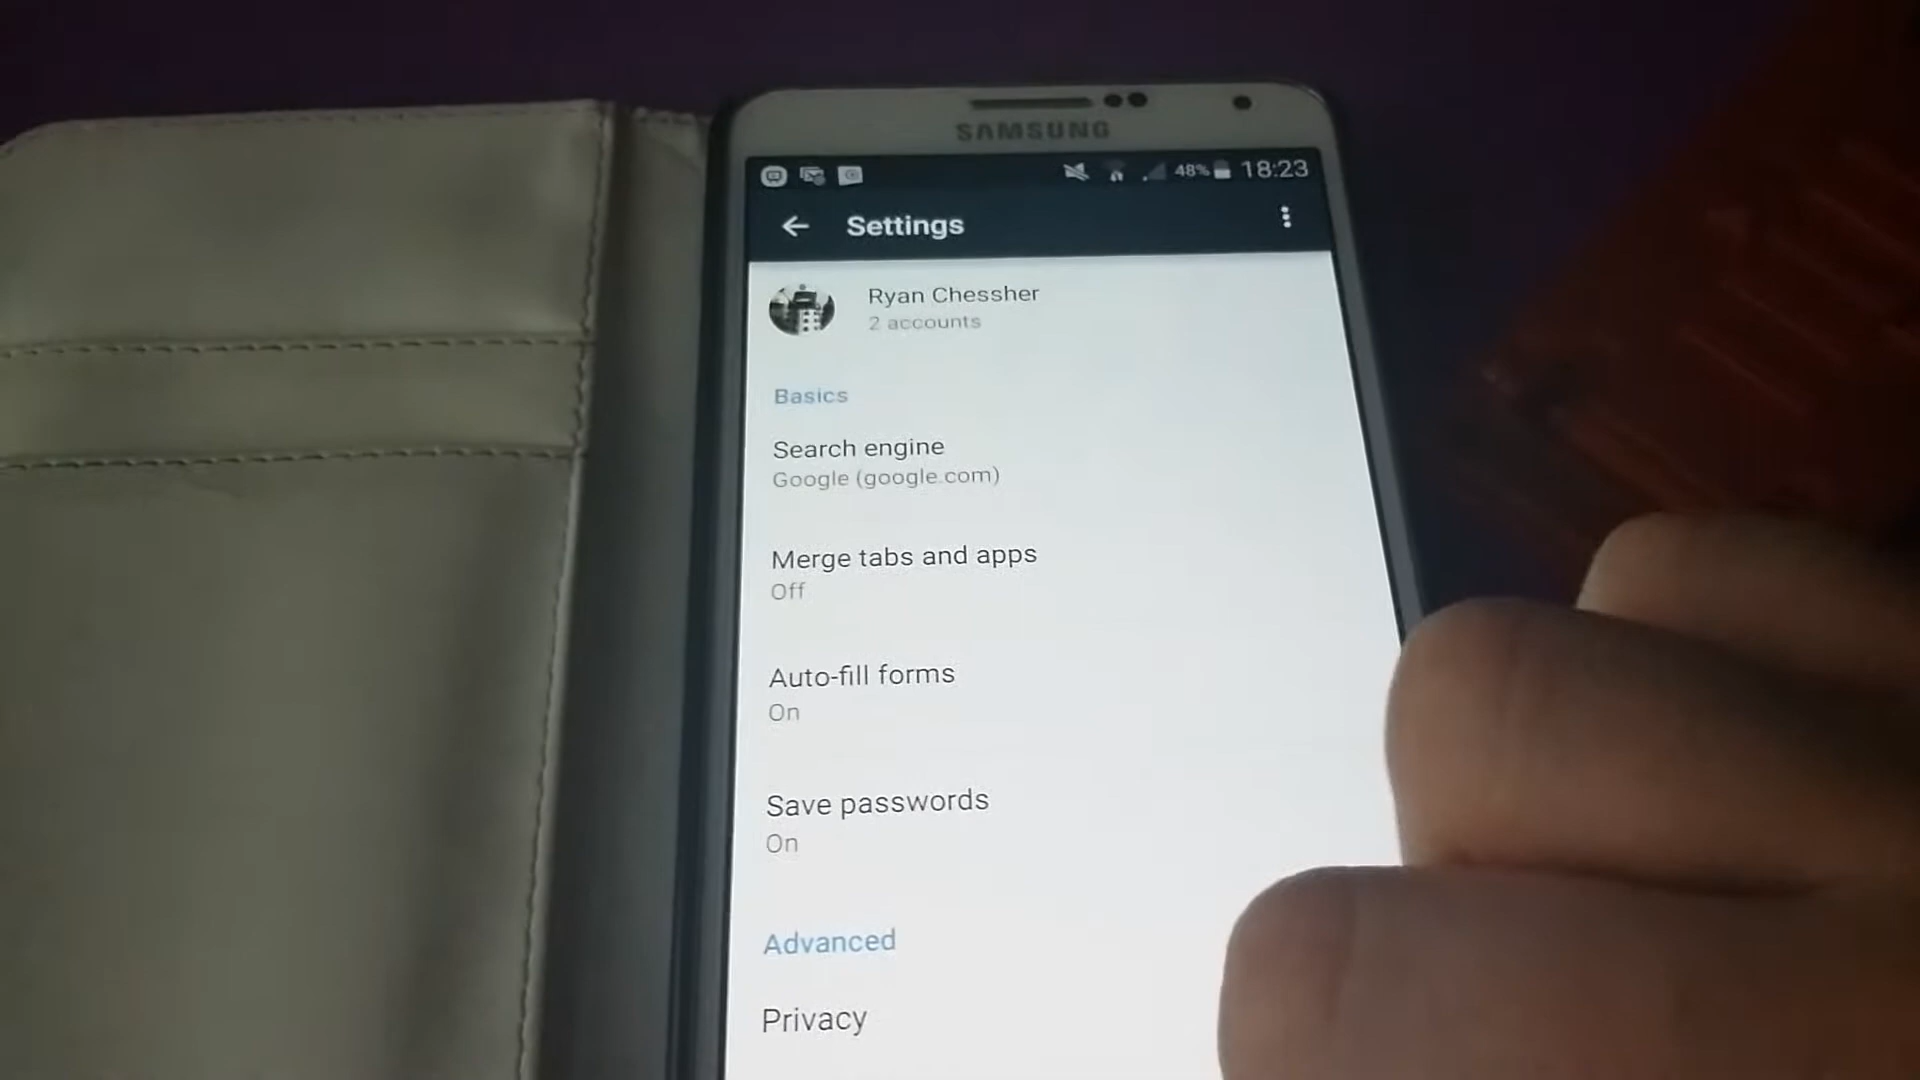 SAMSUNG
48% 18:23
Settings
Ryan Chessher
2 accounts
Basics
Search engine
Google (google.com)
Merge tabs and apps
Off
Auto-fill forms
On
Save passwords
On
Advanced
Privacy